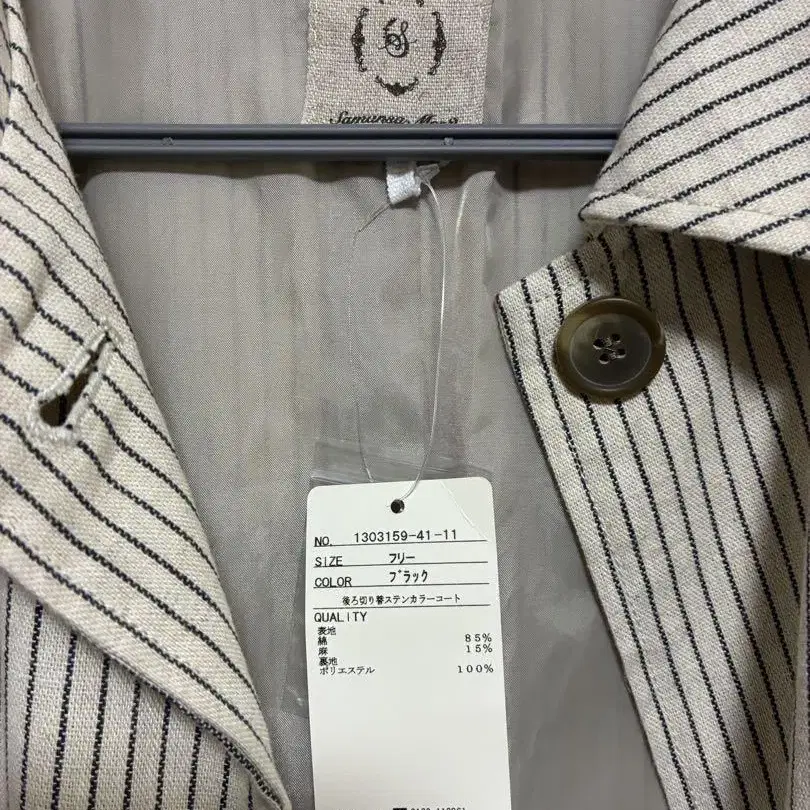 S
Samansa
NO. 1303159-41-11
SIZE フリー
COLOR ブラック
後ろ切り替ステンカラーコート
QUALITY
表地
綿 85%
麻 15%
裏地
ポリエステル 100%